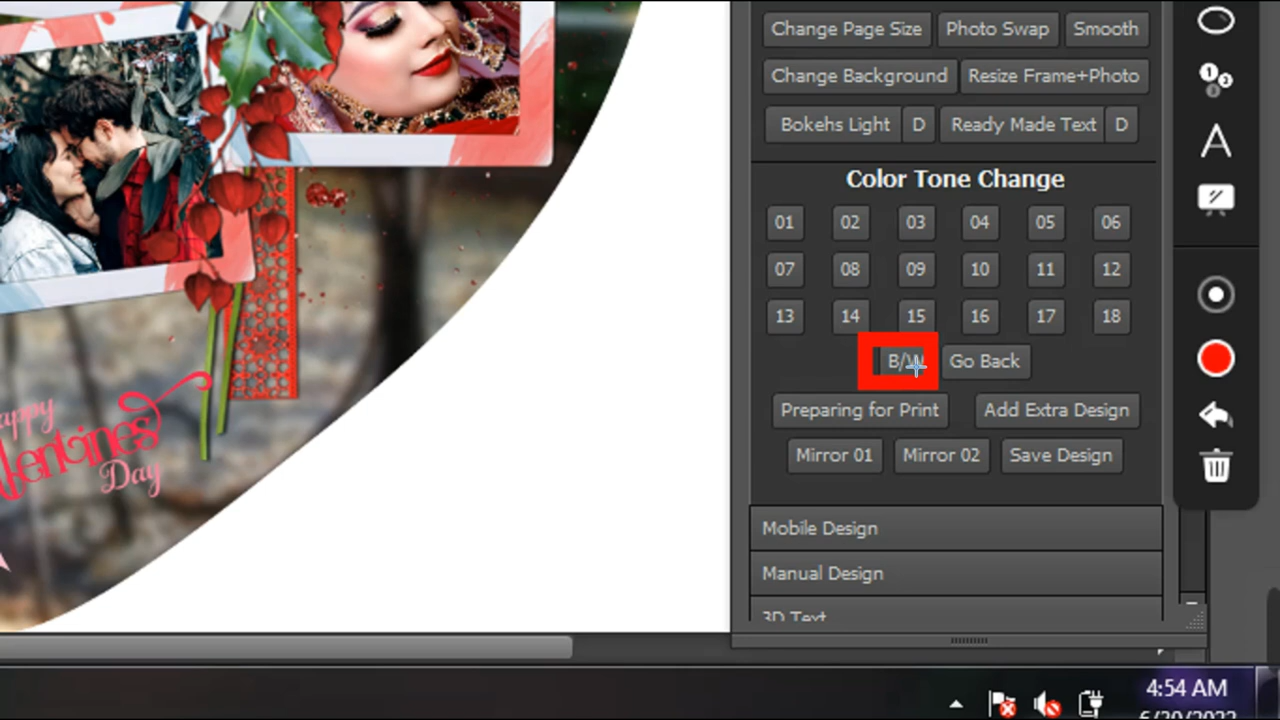 Change Page Size Photo Swap Smooth
Change Background Resize Frame+Photo
Bokehs Light D Ready Made Text D
Color Tone Change
01 02 03 04 05 06
07 08 09 10 11 12
13 14 15 16 17 18
B/W Go Back
Preparing for Print Add Extra Design
Mirror 01 Mirror 02 Save Design
Mobile Design
Manual Design
3D Text
Day
4:54 AM